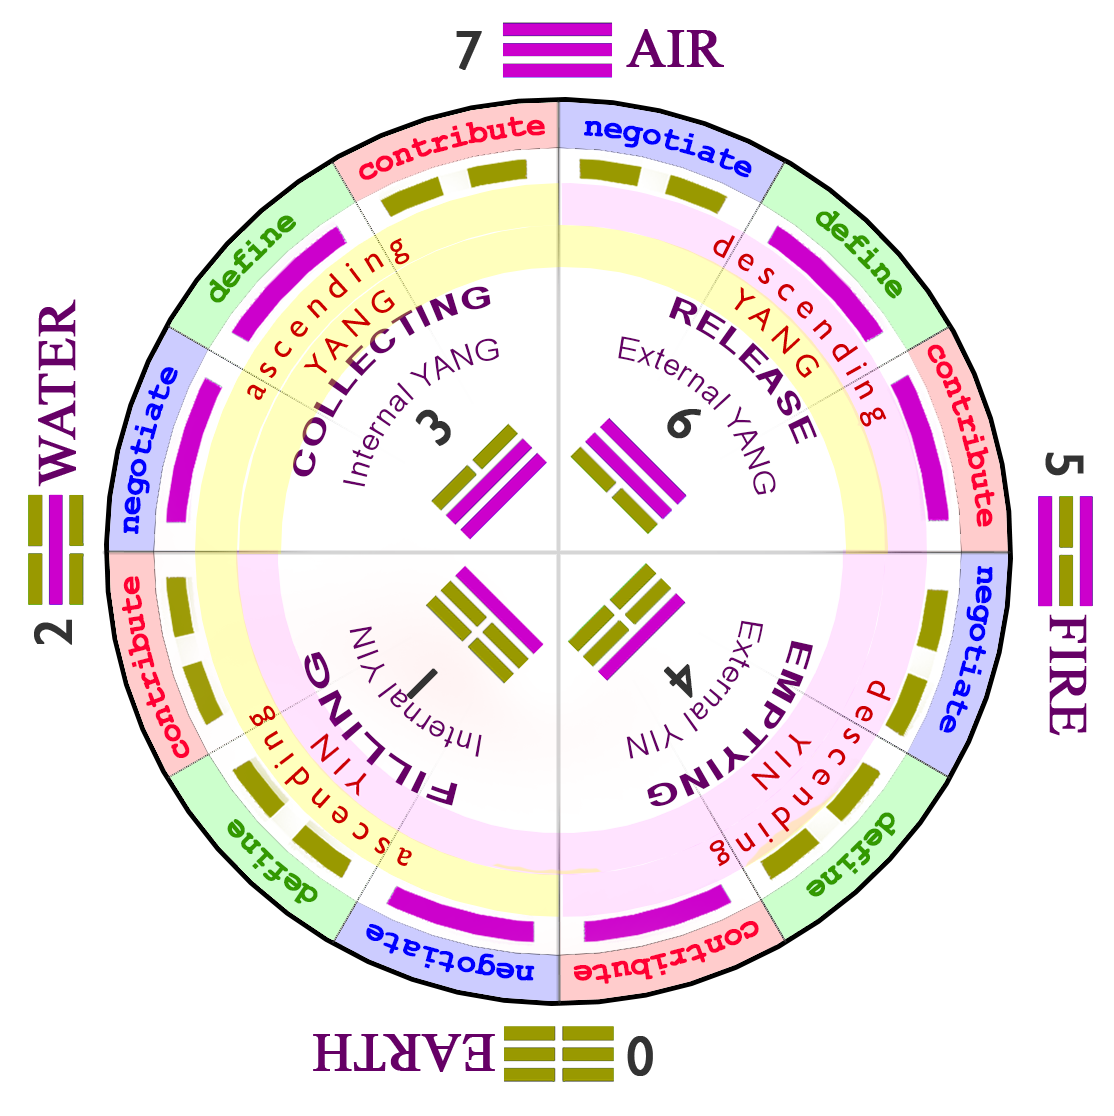 7 AIR
contribute
negotiate
define
define
negotiate
contribute
ascending
YANG
COLLECTING
Internal YANG
3
descending
YANG
RELEASE
External YANG
6
WATER
2
5
FIRE
contribute
define
negotiate
ascending
YIN
FILLING
Internal YIN
1
negotiate
define
contribute
descending
YIN
EMPTYING
External YIN
4
EARTH
0